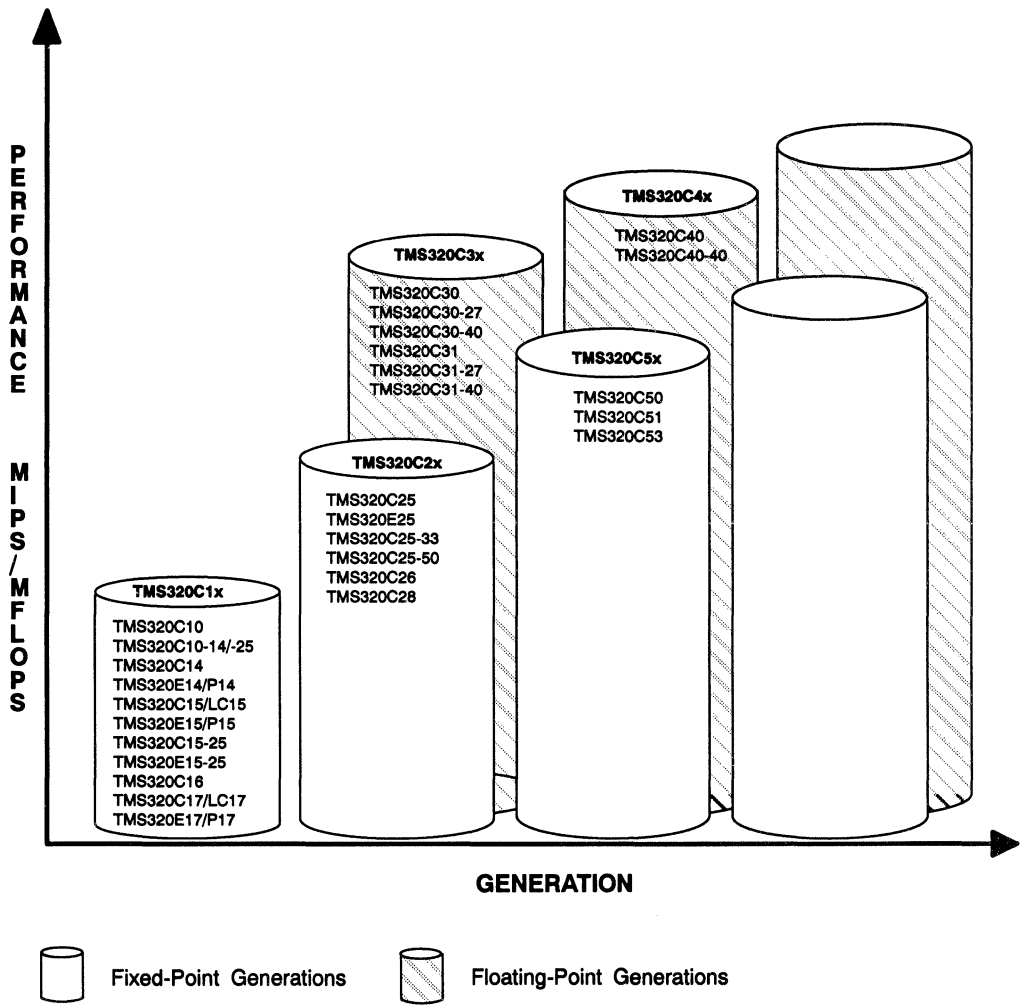 PERFORMANCE MIPS/MFLOPS
TMS320C1x
TMS320C10
TMS320C10-14/-25
TMS320C14
TMS320E14/P14
TMS320C15/LC15
TMS320E15/P15
TMS320C15-25
TMS320E15-25
TMS320C16
TMS320C17/LC17
TMS320E17/P17
TMS320C2x
TMS320C25
TMS320E25
TMS320C25-33
TMS320C25-50
TMS320C26
TMS320C28
TMS320C3x
TMS320C30
TMS320C30-27
TMS320C30-40
TMS320C31
TMS320C31-27
TMS320C31-40
TMS320C5x
TMS320C50
TMS320C51
TMS320C53
TMS320C4x
TMS320C40
TMS320C40-40
GENERATION
Fixed-Point Generations
Floating-Point Generations